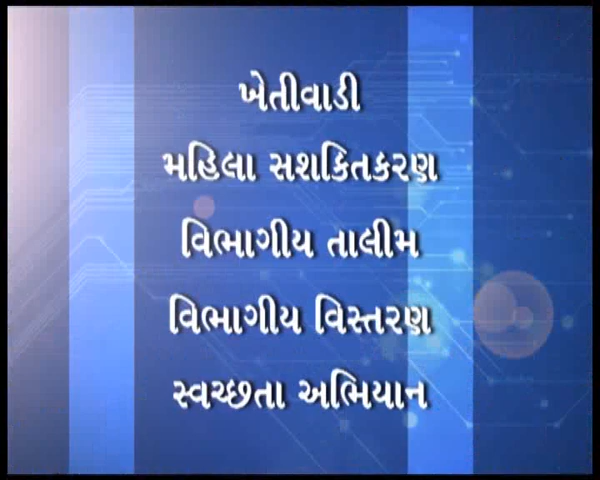 ખેતીવાડી
મહિલા સશકિતકરણ
વિભાગીય તાલીમ
વિભાગીય વિસ્તરણ
સ્વચ્છતા અભિયાન